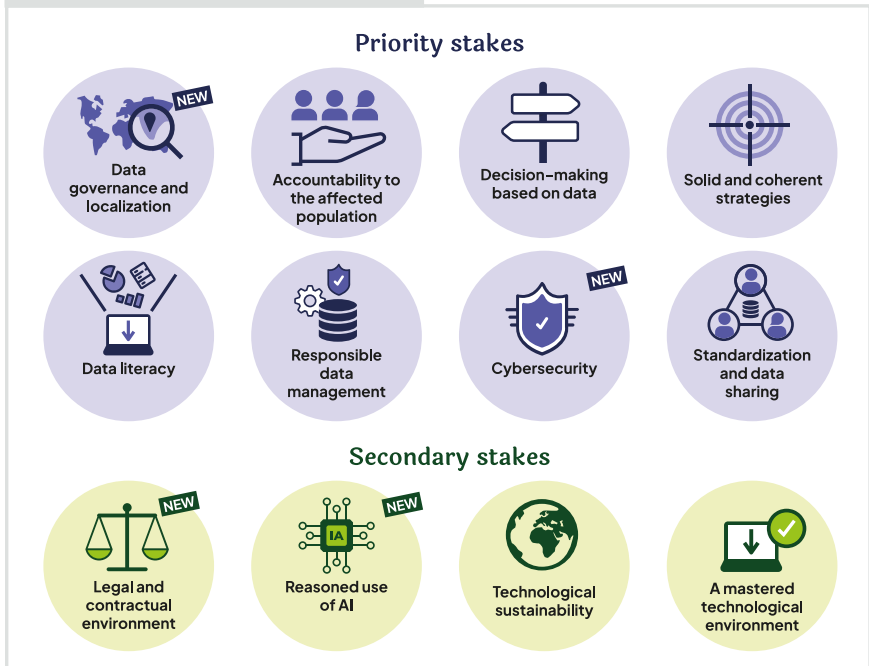 Priority stakes
NEW
Data
governance and
localization
Accountability to
the affected
population
Decision-making
based on data
Solid and coherent
strategies
Data literacy
Responsible
data
management
NEW
Cybersecurity
Standardization
and data
sharing
Secondary stakes
NEW
Legal and
contractual
environment
NEW
IA
Reasoned use
of AI
Technological
sustainability
A mastered
technological
environment